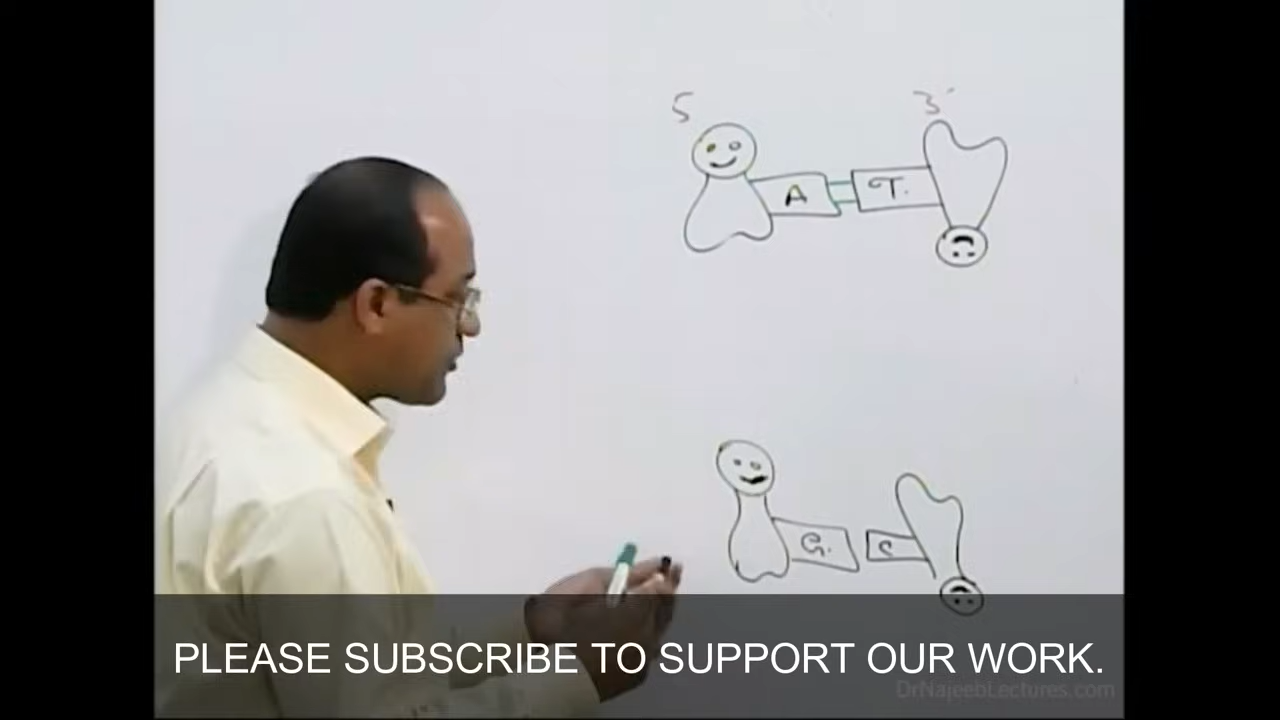 5 3'
A T.
G. C
PLEASE SUBSCRIBE TO SUPPORT OUR WORK.
DrNajeebLectures.com